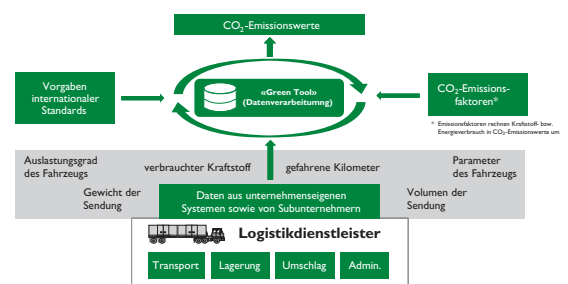 CO₂-Emissionswerte
Vorgaben
internationaler
Standards
«Green Tool»
(Datenverarbeitumng)
CO₂-Emissions-
faktoren*
* Emissionsfaktoren rechnen Kraftstoff- bzw.
Energieverbrauch in CO₂-Emissionswerte um
Auslastungsgrad
des Fahrzeugs
verbrauchter Kraftstoff
gefahrene Kilometer
Parameter
des Fahrzeugs
Gewicht der
Sendung
Daten aus unternehmenseigenen
Systemen sowie von Subunternehmern
Volumen der
Sendung
Logistikdienstleister
Transport
Lagerung
Umschlag
Admin.